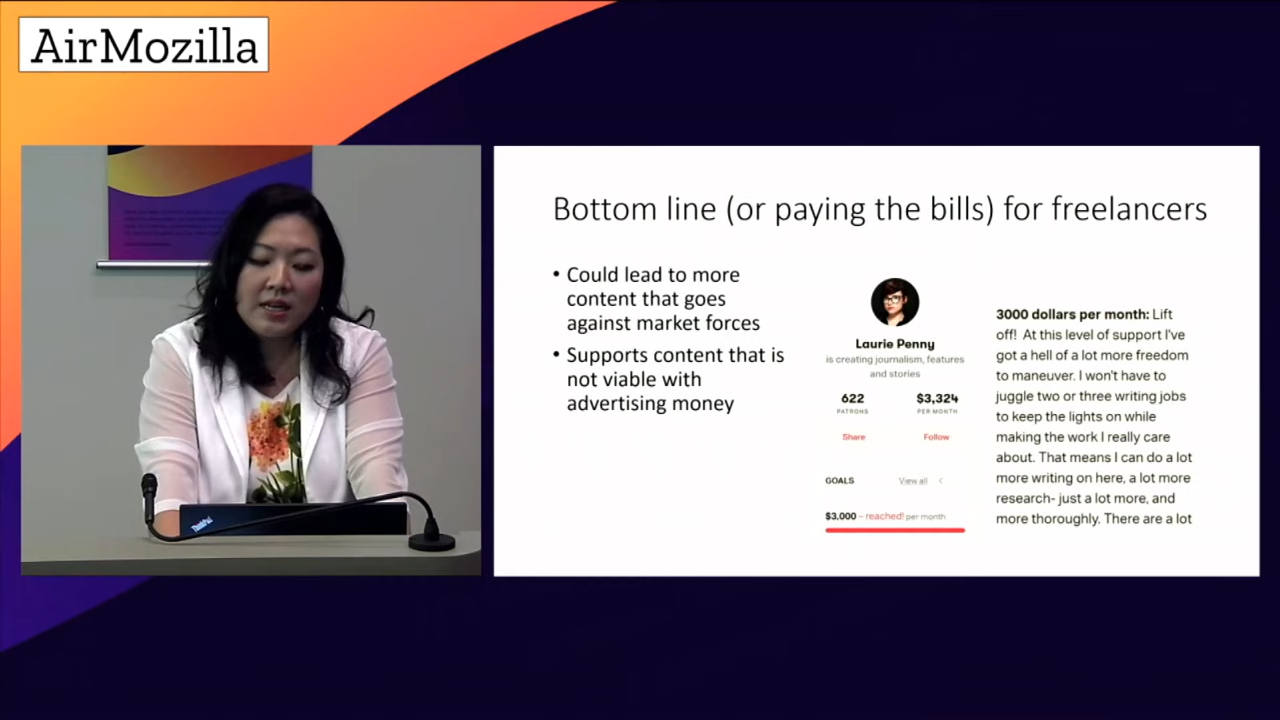 AirMozilla
ThinkPad
Bottom line (or paying the bills) for freelancers
• Could lead to more
content that goes
against market forces
• Supports content that is
not viable with
advertising money
Laurie Penny
is creating journalism, features
and stories
622
PATRONS
$3,324
PER MONTH
Share
Follow
GOALS
View all <
$3,000 – reached! per month
3000 dollars per month: Lift
off! At this level of support I've
got a hell of a lot more freedom
to maneuver. I won't have to
juggle two or three writing jobs
to keep the lights on while
making the work I really care
about. That means I can do a lot
more writing on here, a lot more
research- just a lot more, and
more thoroughly. There are a lot